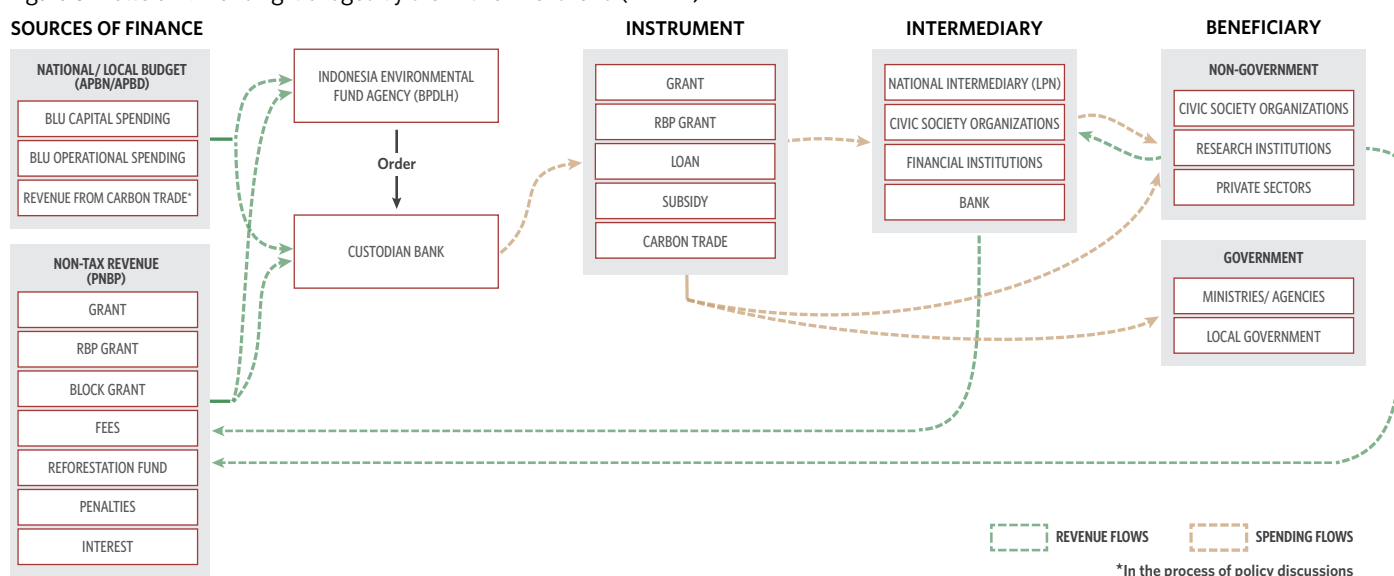 SOURCES OF FINANCE
NATIONAL/ LOCAL BUDGET
(APBN/APBD)
BLU CAPITAL SPENDING
BLU OPERATIONAL SPENDING
REVENUE FROM CARBON TRADE*
NON-TAX REVENUE
(PNBP)
GRANT
RBP GRANT
BLOCK GRANT
FEES
REFORESTATION FUND
PENALTIES
INTEREST
INDONESIA ENVIRONMENTAL
FUND AGENCY (BPDLH)
Order
CUSTODIAN BANK
INSTRUMENT
GRANT
RBP GRANT
LOAN
SUBSIDY
CARBON TRADE
INTERMEDIARY
NATIONAL INTERMEDIARY (LPN)
CIVIC SOCIETY ORGANIZATIONS
FINANCIAL INSTITUTIONS
BANK
BENEFICIARY
NON-GOVERNMENT
CIVIC SOCIETY ORGANIZATIONS
RESEARCH INSTITUTIONS
PRIVATE SECTORS
GOVERNMENT
MINISTRIES/ AGENCIES
LOCAL GOVERNMENT
REVENUE FLOWS
SPENDING FLOWS
*In the process of policy discussions